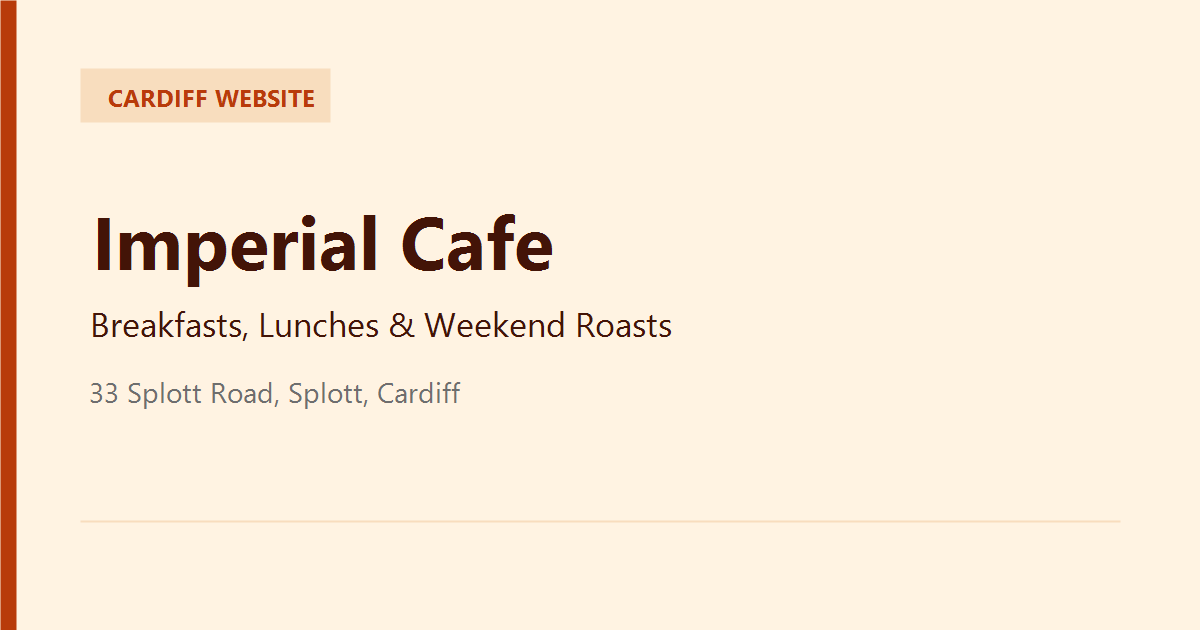 CARDIFF WEBSITE
Imperial Cafe
Breakfasts, Lunches & Weekend Roasts
33 Splott Road, Splott, Cardiff